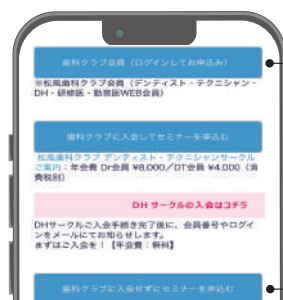 歯科クラブ会員（ログインしてお申込み）
※松風歯科クラブ会員（デンティスト・テクニシャン・
DH・研修医・勤務医WEB会員）
歯科クラブに入会してセミナーを申込む
松風歯科クラブ デンティスト・テクニシャンサークル
ご案内：年会費 Dr会員 ¥8,000／DT会員 ¥4,000（消
費税別）
DH サークルの入会はコチラ
DHサークルご入会手続き完了後に、会員番号やログイ
ンをメールにてお知らせします。
まずはご入会を！【年会費：無料】
歯科クラブに入会せずにセミナーを申込む